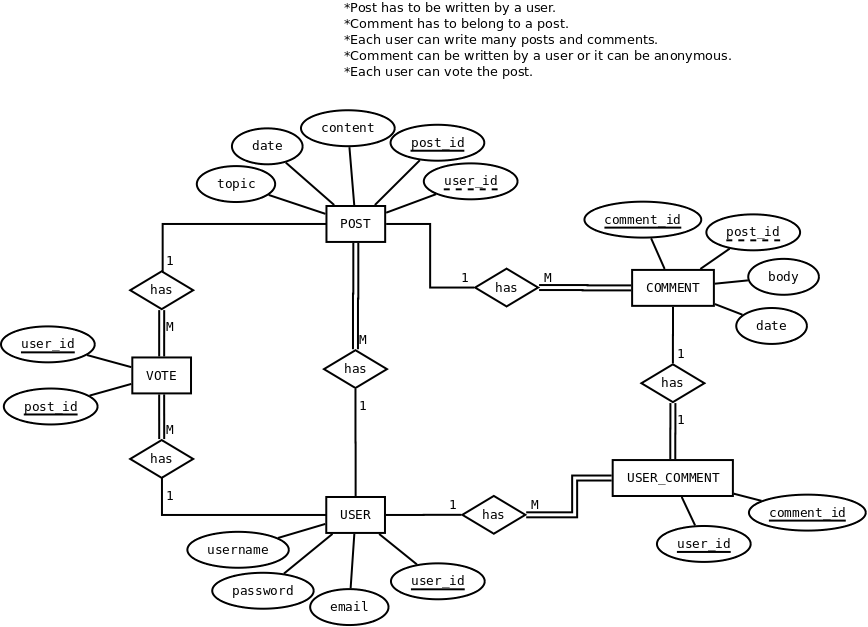 *Post has to be written by a user.
*Comment has to belong to a post.
*Each user can write many posts and comments.
*Comment can be written by a user or it can be anonymous.
*Each user can vote the post.
content
date
post_id
topic
user_id
POST
comment_id
post_id
body
COMMENT
date
1
has
M
1
has
M
user_id
VOTE
post_id
M
has
1
M
has
1
1
has
1
USER_COMMENT
comment_id
user_id
1
has
M
USER
username
password
email
user_id